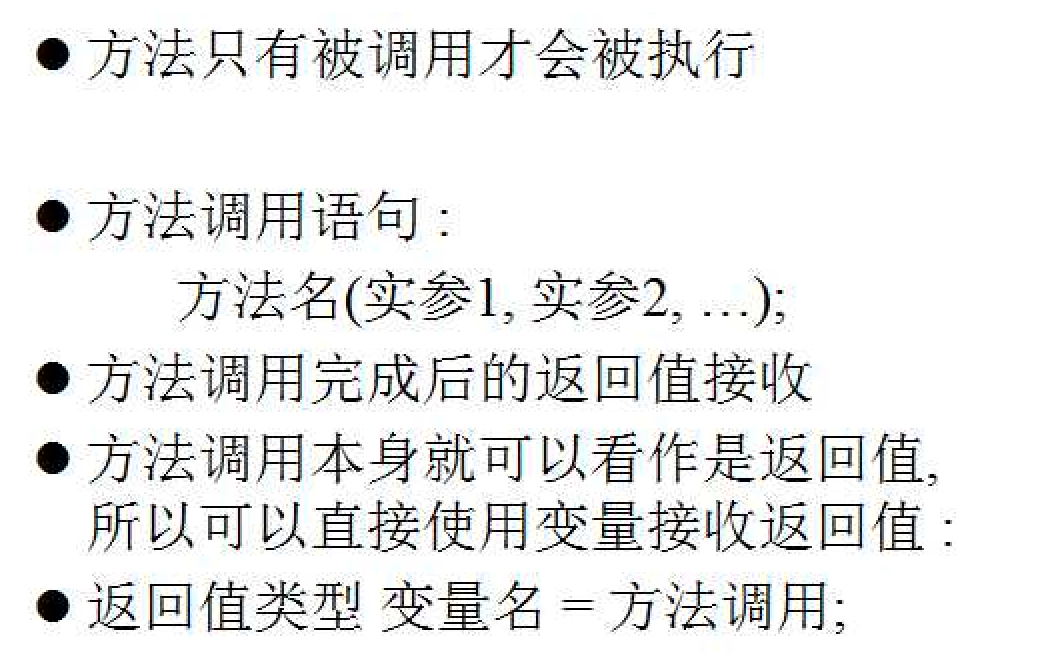 ● 方法只有被调用才会被执行
● 方法调用语句 :
方法名(实参1, 实参2, …);
● 方法调用完成后的返回值接收
● 方法调用本身就可以看作是返回值,
所以可以直接使用变量接收返回值 :
● 返回值类型 变量名 = 方法调用;